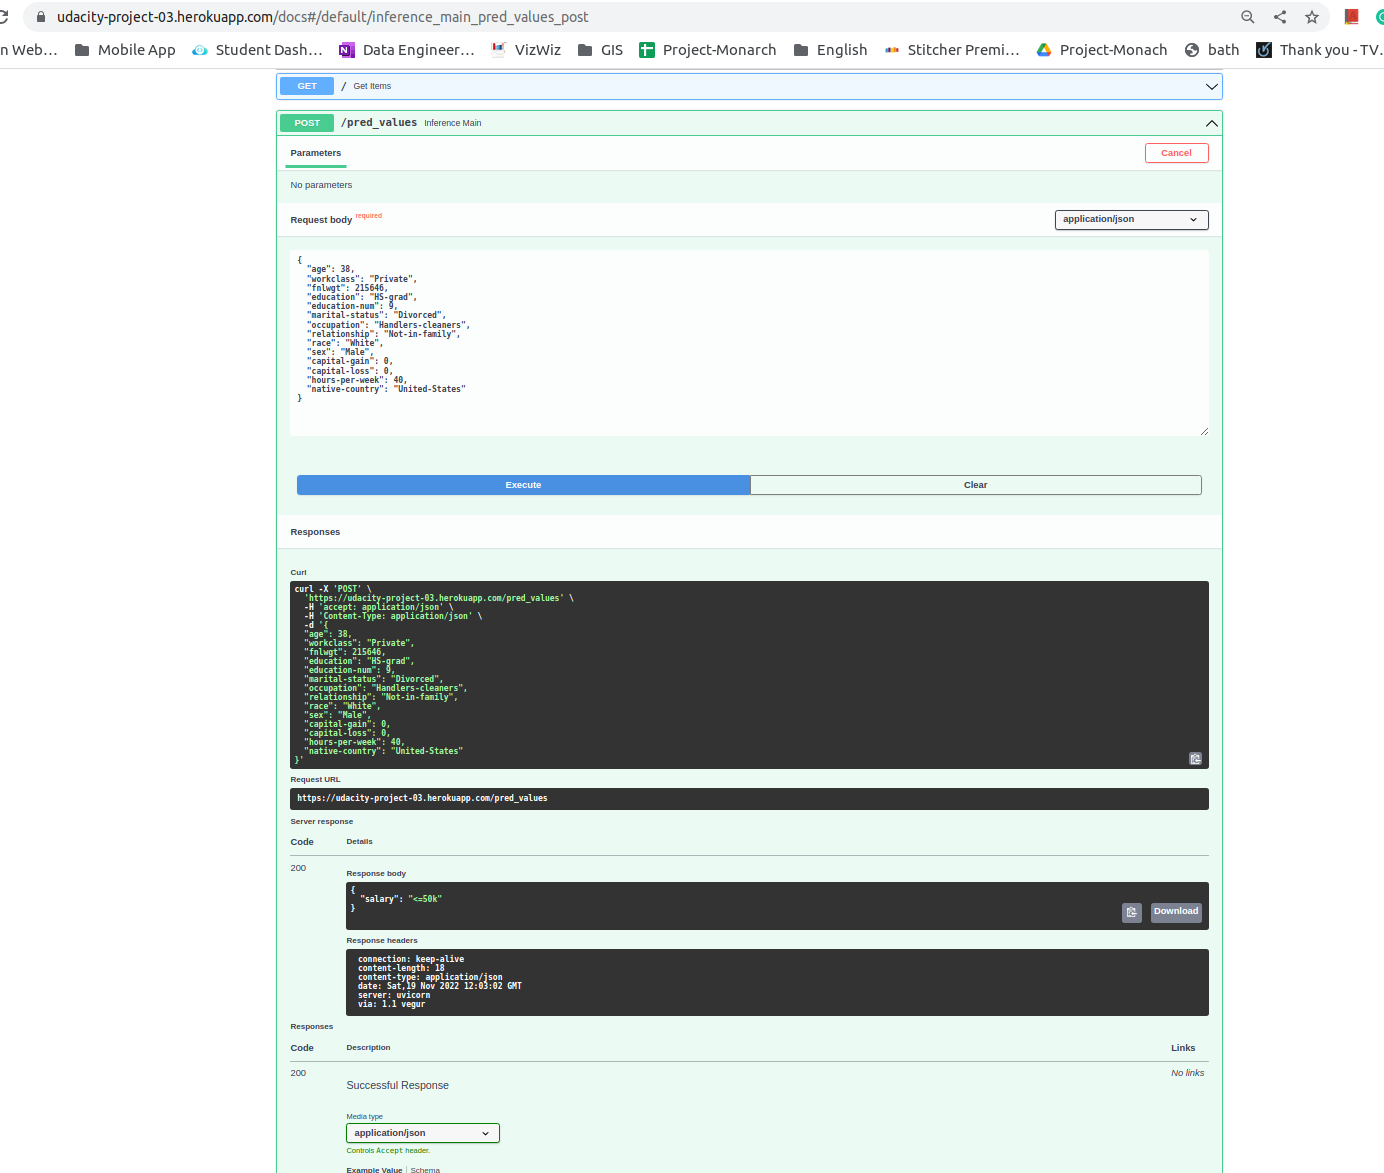 udacity-project-03.herokuapp.com/docs#/default/inference_main_pred_values_post
n Web… Mobile App Student Dash… Data Engineer… VizWiz GIS Project-Monarch English Stitcher Premi… Project-Monach bath Thank you - TV.
GET / Get Items
POST /pred_values Inference Main
Parameters Cancel
No parameters
Request body required application/json
{
"age": 38,
"workclass": "Private",
"fnlwgt": 215646,
"education": "HS-grad",
"education-num": 9,
"marital-status": "Divorced",
"occupation": "Handlers-cleaners",
"relationship": "Not-in-family",
"race": "White",
"sex": "Male",
"capital-gain": 0,
"capital-loss": 0,
"hours-per-week": 40,
"native-country": "United-States"
}
Execute Clear
Responses
Curl
curl -X 'POST' \
'https://udacity-project-03.herokuapp.com/pred_values' \
-H 'accept: application/json' \
-H 'Content-Type: application/json' \
-d '{
"age": 38,
"workclass": "Private",
"fnlwgt": 215646,
"education": "HS-grad",
"education-num": 9,
"marital-status": "Divorced",
"occupation": "Handlers-cleaners",
"relationship": "Not-in-family",
"race": "White",
"sex": "Male",
"capital-gain": 0,
"capital-loss": 0,
"hours-per-week": 40,
"native-country": "United-States"
}'
Request URL
https://udacity-project-03.herokuapp.com/pred_values
Server response
Code Details
200
Response body
{
"salary": "<=50k"
}
Download
Response headers
connection: keep-alive
content-length: 18
content-type: application/json
date: Sat,19 Nov 2022 12:03:02 GMT
server: uvicorn
via: 1.1 vegur
Responses
Code Description Links
200 No links
Successful Response
Media type
application/json
Controls Accept header.
Example Value Schema